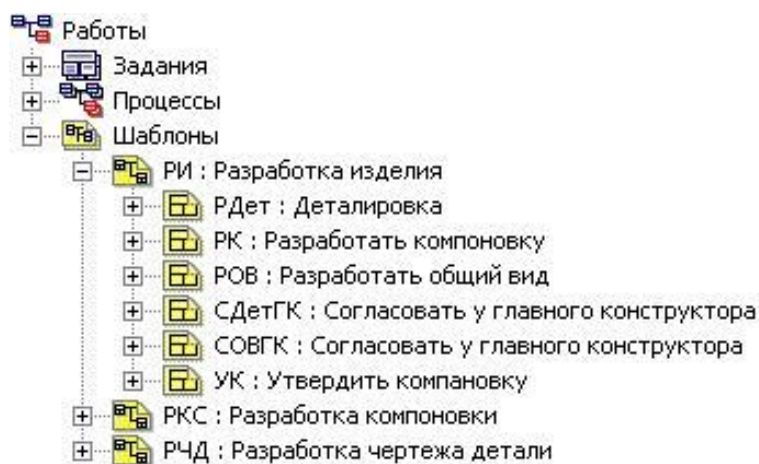 Работы
Задания
Процессы
Шаблоны
РИ : Разработка изделия
РДет : Деталировка
РК : Разработать компоновку
РОВ : Разработать общий вид
СДетГК : Согласовать у главного конструктора
СОВГК : Согласовать у главного конструктора
УК : Утвердить компановку
РКС : Разработка компоновки
РЧД : Разработка чертежа детали